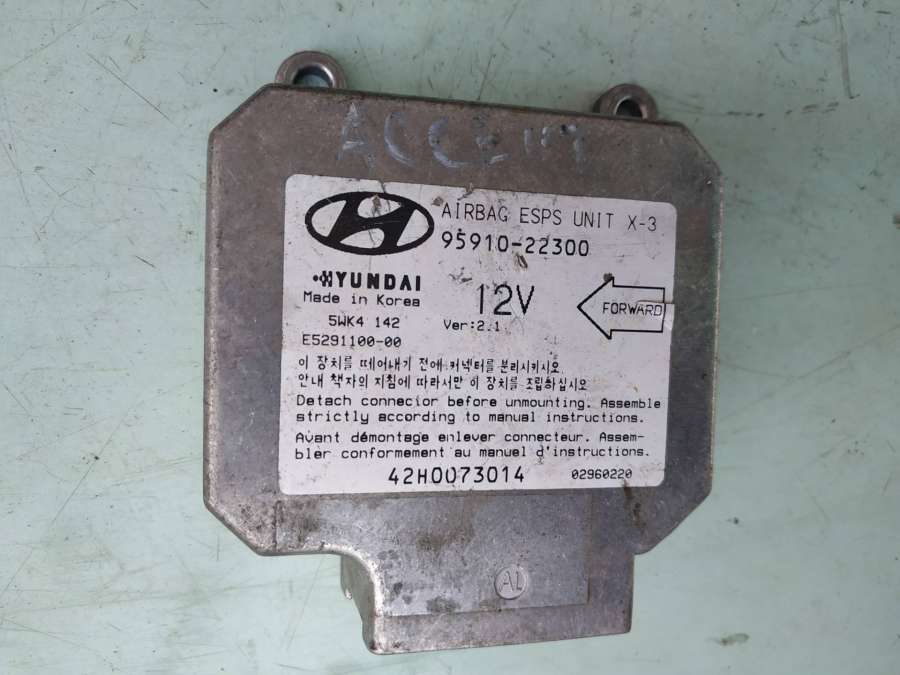 ACCENT
AIRBAG ESPS UNIT X-3
95910-22300
HYUNDAI
Made in Korea
12V
FORWARD
5WK4 142
Ver:2.1
E5291100-00
이 장치를 떼어내기 전에 커넥터를 분리시키시오
안내 책자의 지침에 따라서만 이 장치를 조립하십시오
Detach connecior before unmounting. Assemble
strictly according to manual instructions.
Avant démontage enlever connecteur. Assem-
bler conformement au manuel d'instructions.
42H0073014
02960220
AL